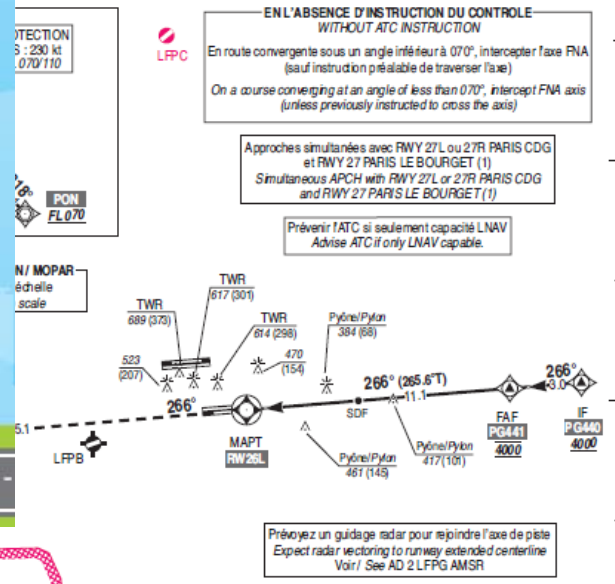 EN L'ABSENCE D'INSTRUCTION DU CONTROLE
WITHOUT ATC INSTRUCTION
En route convergente sous un angle inférieur à 070°, intercepter l'axe FNA
(sauf instruction préalable de traverser l'axe)
On a course converging at an angle of less than 070°, intercept FNA axis
(unless previously instructed to cross the axis)
OTECTION
S : 230 kt
070/110
LFPC
Approches simultanées avec RWY 27L ou 27R PARIS CDG
et RWY 27 PARIS LE BOURGET (1)
Simultaneous APCH with RWY 27L or 27R PARIS CDG
and RWY 27 PARIS LE BOURGET (1)
PON
FL 070
Prévenir l'ATC si seulement capacité LNAV
Advise ATC if only LNAV capable.
N / MOPAR
échelle
scale
TWR
617 (301)
TWR
689 (373)
TWR
614 (298)
Pyône/Pylon
384 (68)
523
(207)
470
(154)
266° (265.6°T)
11.1
266°
3.0
266°
5.1
SDF
FAF
PG441
4000
IF
PG440
4000
LFPB
MAPT
RW26L
Pyône/Pylon
461 (145)
Pyône/Pylon
417 (101)
Prévoyez un guidage radar pour rejoindre l'axe de piste
Expect radar vectoring to runway extended centerline
Voir / See AD 2 LFPG AMSR